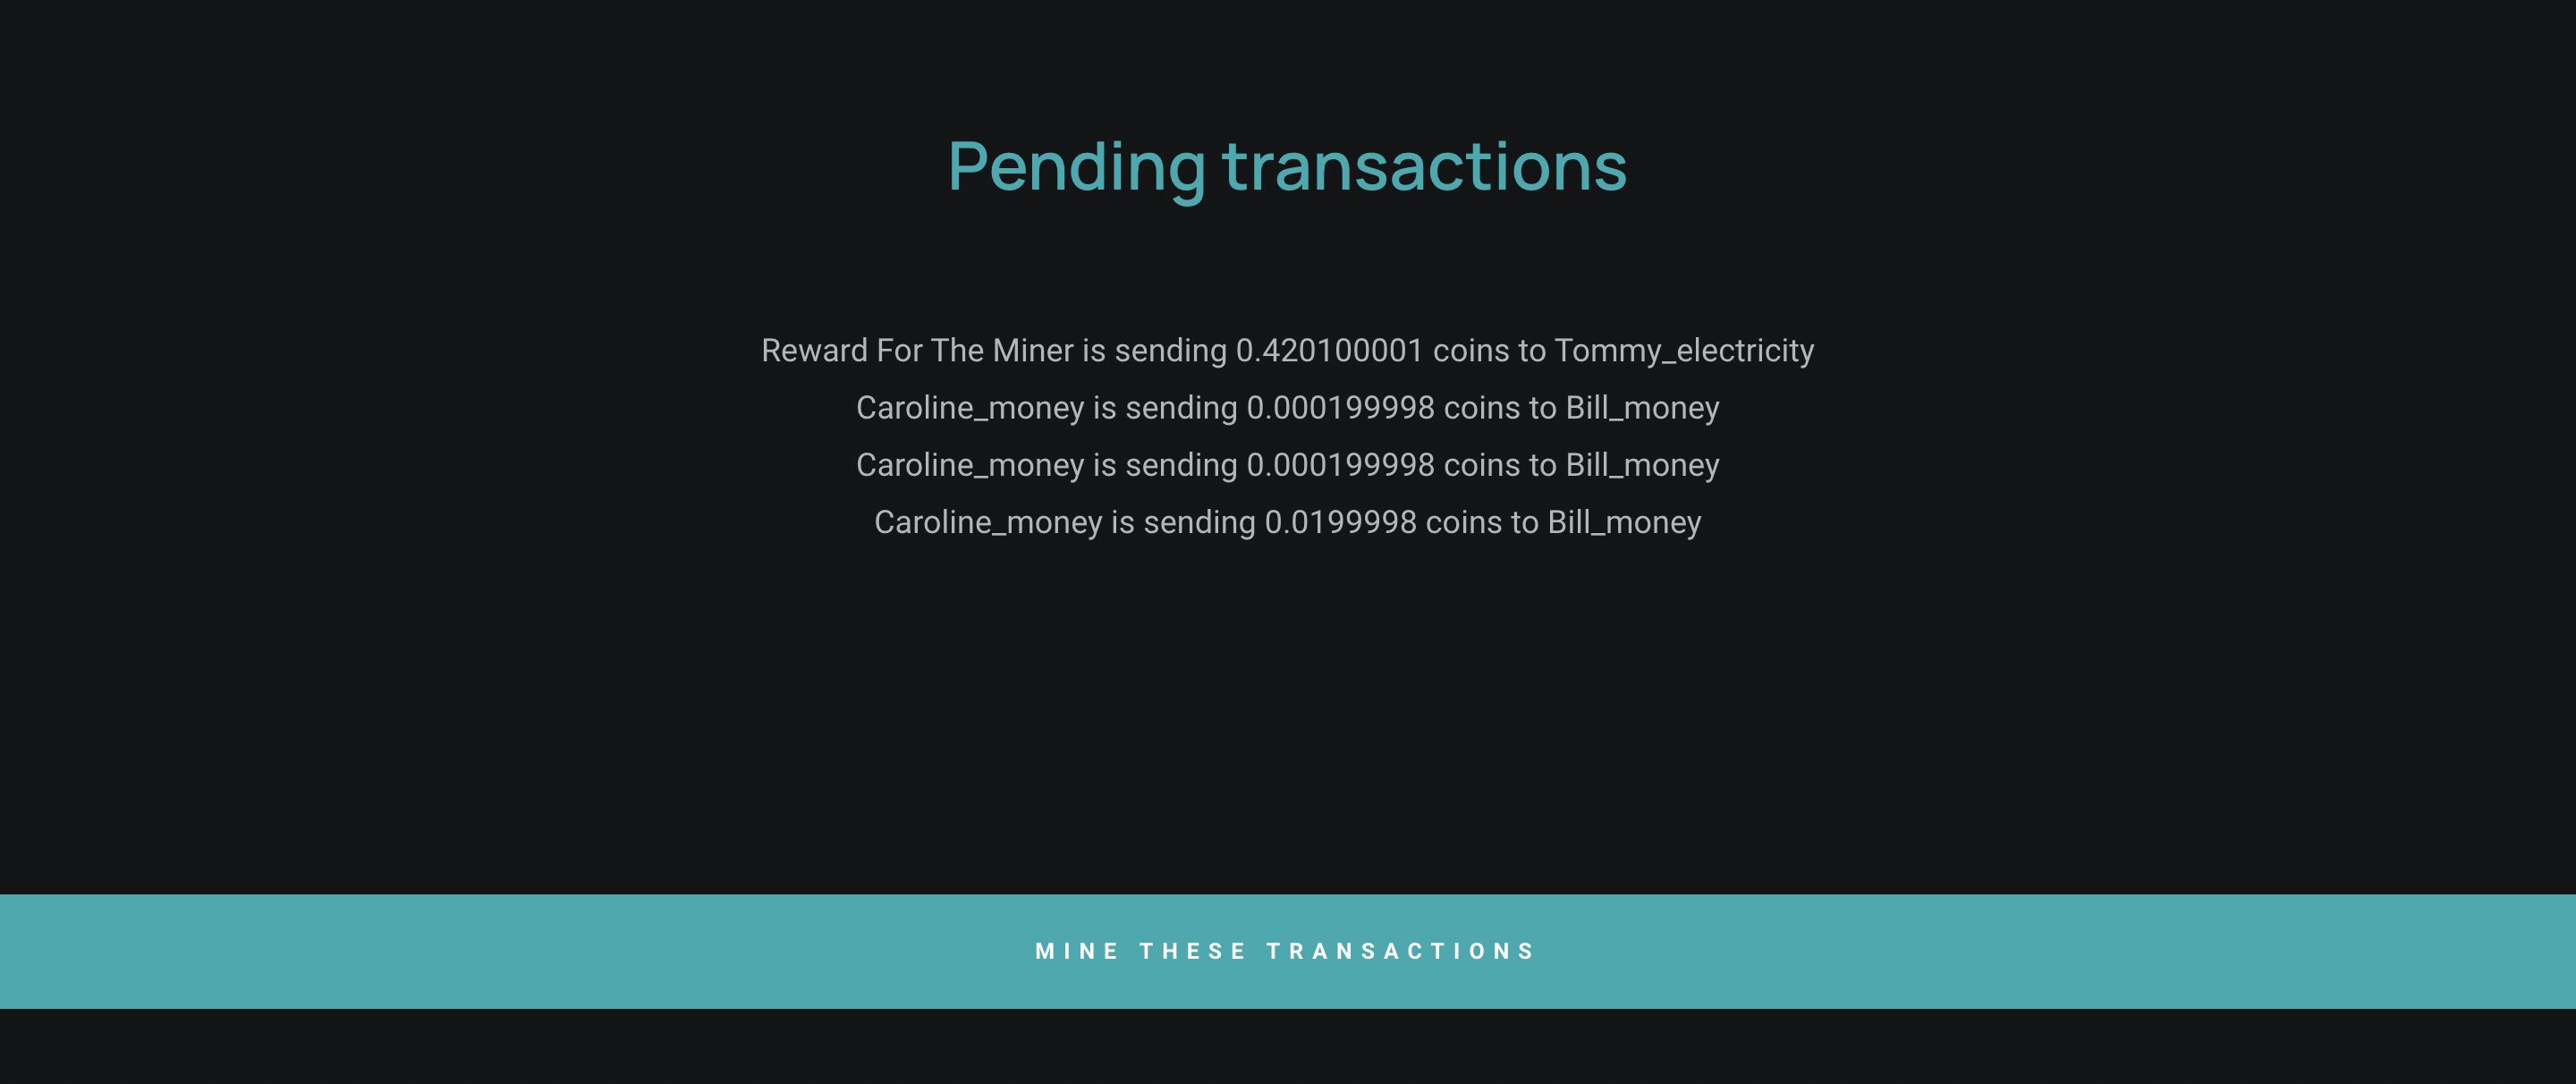 Pending transactions
Reward For The Miner is sending 0.420100001 coins to Tommy_electricity
Caroline_money is sending 0.000199998 coins to Bill_money
Caroline_money is sending 0.000199998 coins to Bill_money
Caroline_money is sending 0.0199998 coins to Bill_money
MINE THESE TRANSACTIONS